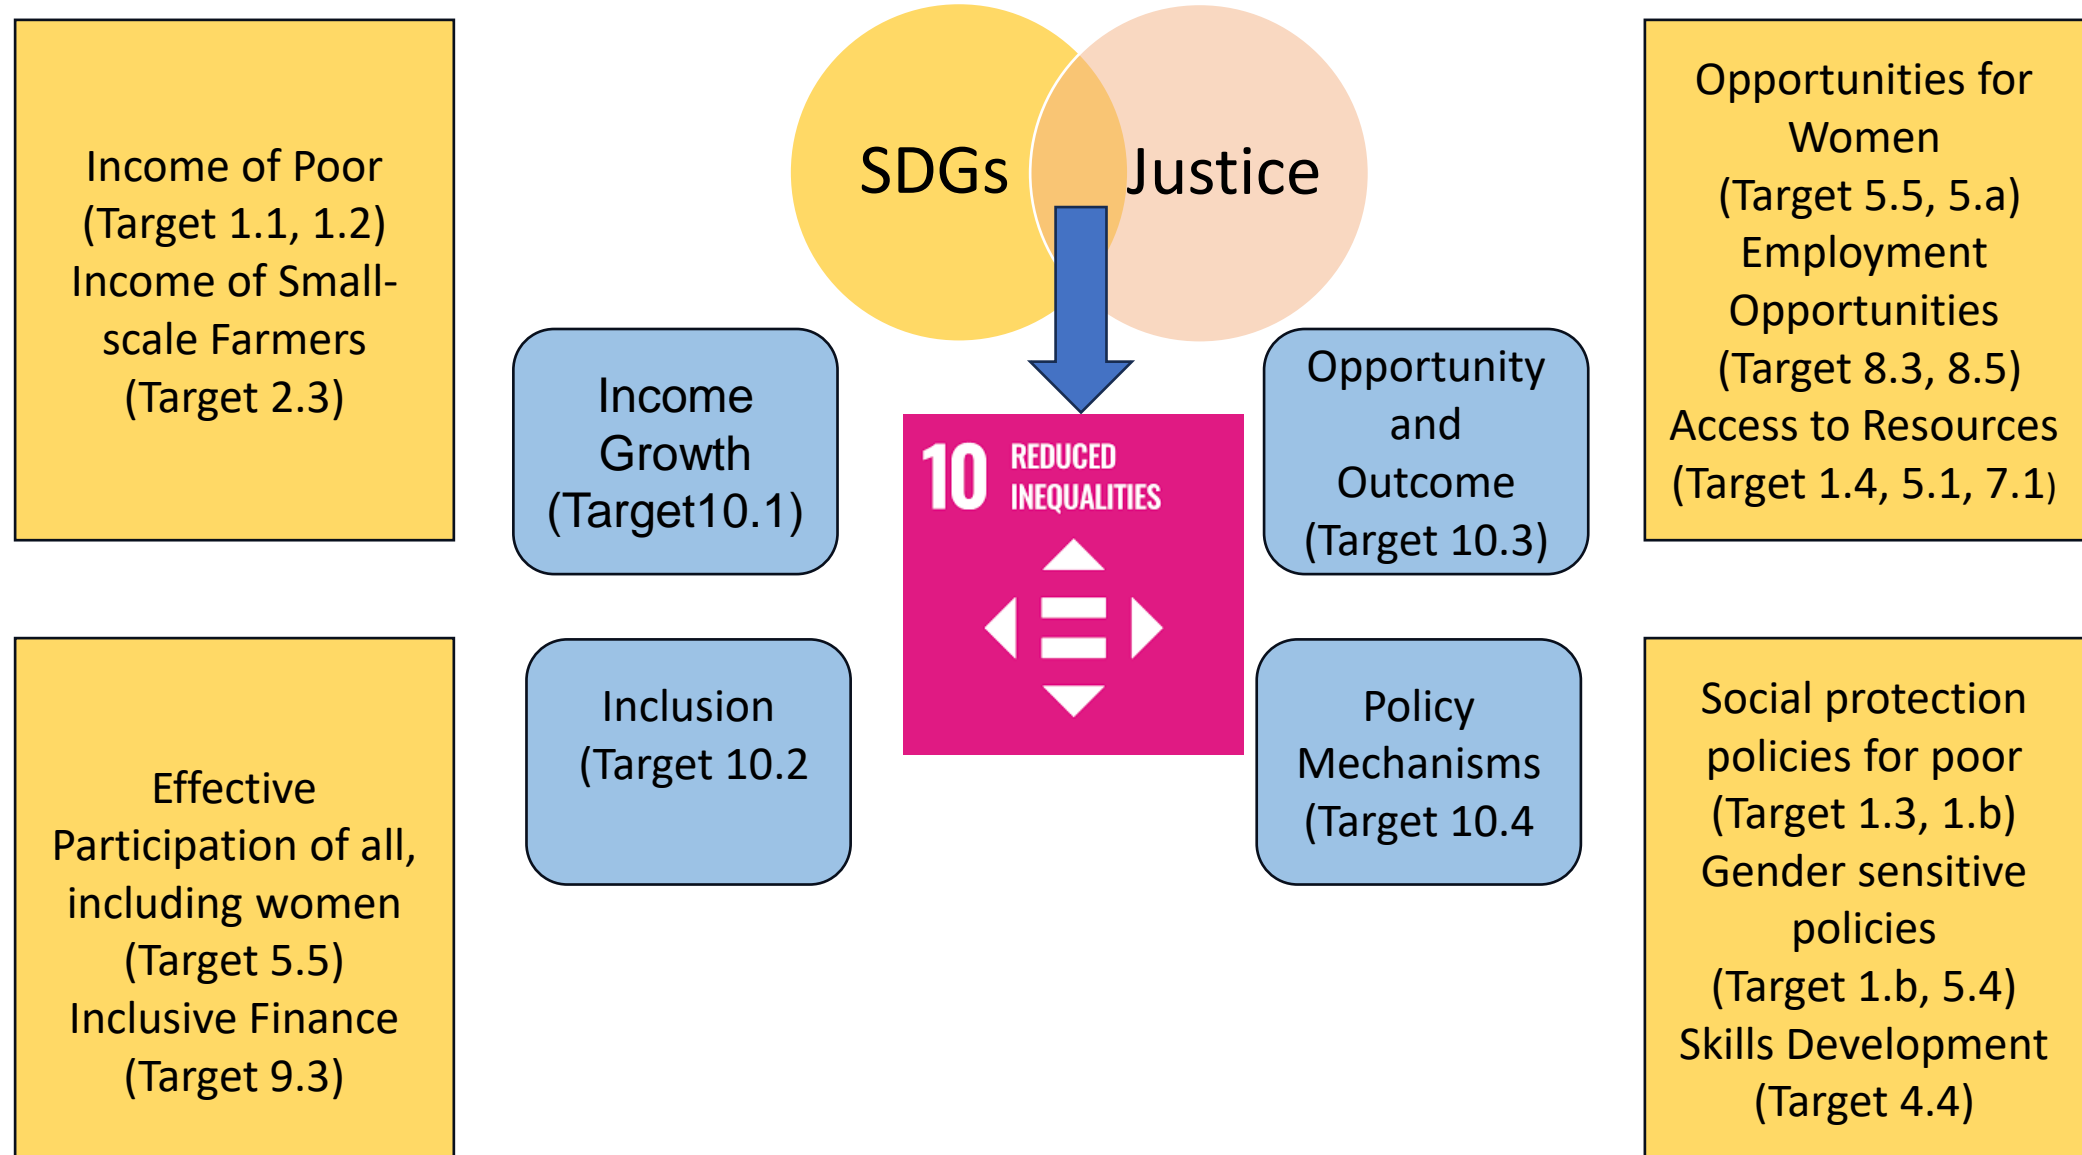 SDGs
Justice
Income of Poor
(Target 1.1, 1.2)
Income of Small-
scale Farmers
(Target 2.3)
Income
Growth
(Target10.1)
10 REDUCED
INEQUALITIES
Opportunity
and
Outcome
(Target 10.3)
Opportunities for
Women
(Target 5.5, 5.a)
Employment
Opportunities
(Target 8.3, 8.5)
Access to Resources
(Target 1.4, 5.1, 7.1)
Effective
Participation of all,
including women
(Target 5.5)
Inclusive Finance
(Target 9.3)
Inclusion
(Target 10.2
Policy
Mechanisms
(Target 10.4
Social protection
policies for poor
(Target 1.3, 1.b)
Gender sensitive
policies
(Target 1.b, 5.4)
Skills Development
(Target 4.4)